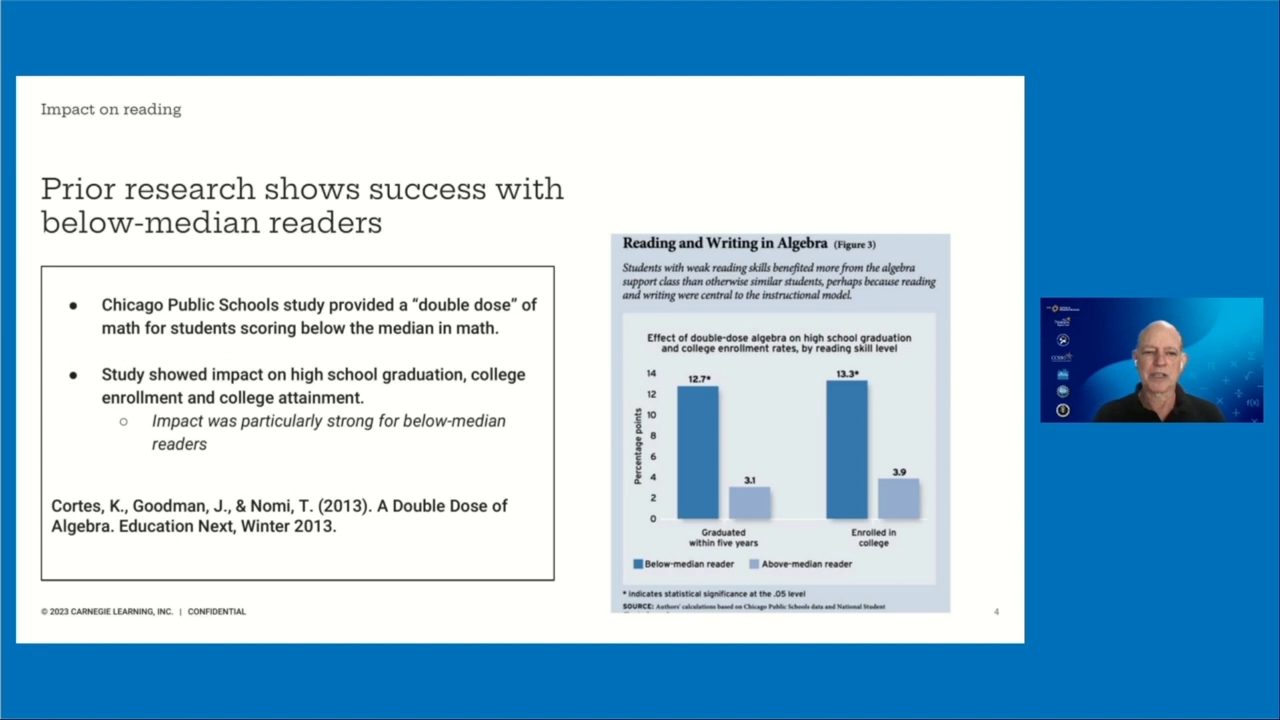 Impact on reading
Prior research shows success with
below-median readers
● Chicago Public Schools study provided a “double dose” of
math for students scoring below the median in math.
● Study showed impact on high school graduation, college
enrollment and college attainment.
○ Impact was particularly strong for below-median
readers
Cortes, K., Goodman, J., & Nomi, T. (2013). A Double Dose of
Algebra. Education Next, Winter 2013.
© 2023 CARNEGIE LEARNING, INC. | CONFIDENTIAL
Reading and Writing in Algebra (Figure 3)
Students with weak reading skills benefited more from the algebra
support class than otherwise similar students, perhaps because reading
and writing were central to the instructional model.
Effect of double-dose algebra on high school graduation
and college enrollment rates, by reading skill level
Percentage points
14
12
10
8
6
4
2
0
12.7*
3.1
13.3*
3.9
Graduated
within five years
Enrolled in
college
Below-median reader
Above-median reader
* indicates statistical significance at the .05 level
SOURCE: Authors' calculations based on Chicago Public Schools data and National Student
4
f(x)